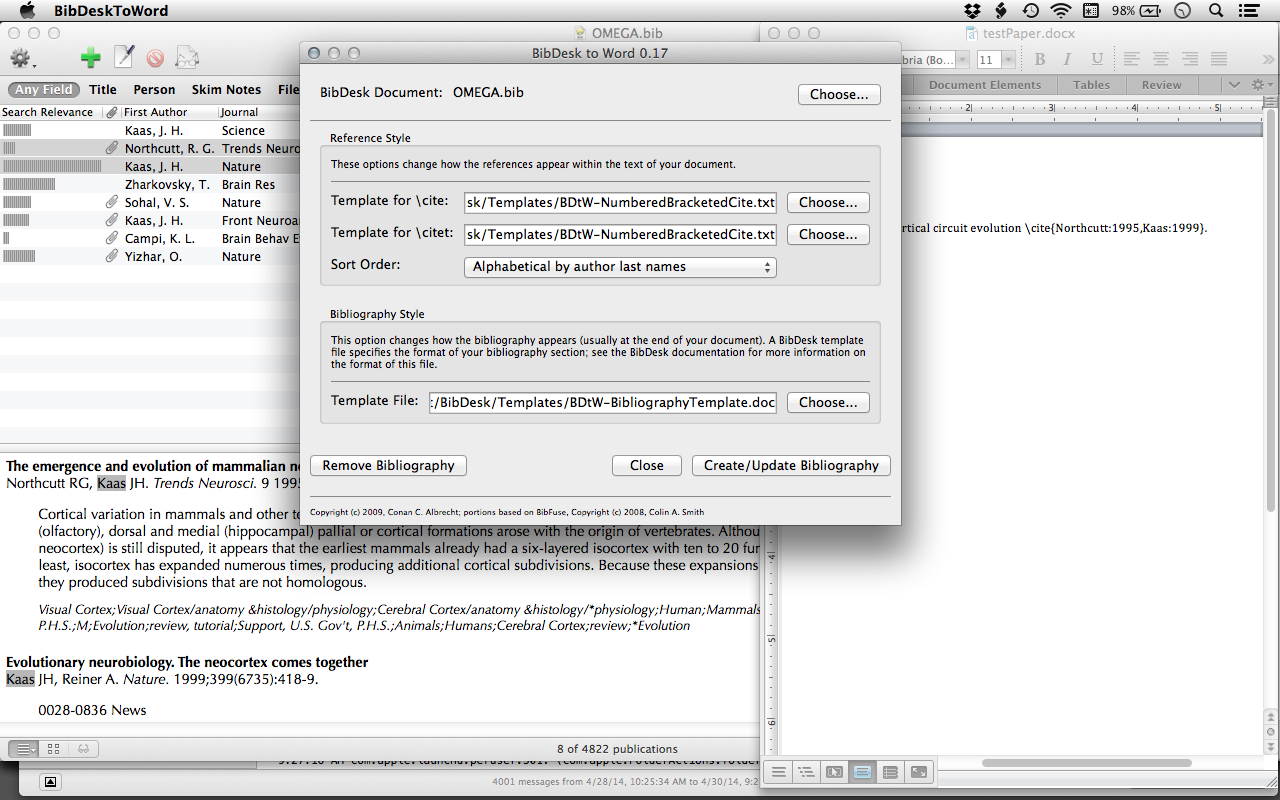 BibDeskToWord
98%
OMEGA.bib
Any Field Title Person Skim Notes File
Search Relevance First Author Journal
Kaas, J. H. Science
Northcutt, R. G. Trends Neuro
Kaas, J. H. Nature
Zharkovsky, T. Brain Res
Sohal, V. S. Nature
Kaas, J. H. Front Neuroa
Campi, K. L. Brain Behav E
Yizhar, O. Nature
The emergence and evolution of mammalian
Northcutt RG, Kaas JH. Trends Neurosci. 9 1995
Cortical variation in mammals and other
(olfactory), dorsal and medial (hippocampal) pallial or cortical formations arose with the origin of vertebrates. Althou
neocortex) is still disputed, it appears that the earliest mammals already had a six-layered isocortex with ten to 20 fun
least, isocortex has expanded numerous times, producing additional cortical subdivisions. Because these expansions
they produced subdivisions that are not homologous.
Visual Cortex;Visual Cortex/anatomy &histology/physiology;Cerebral Cortex/anatomy &histology/*physiology;Human;Mammals
P.H.S.;M;Evolution;review, tutorial;Support, U.S. Gov't, P.H.S.;Animals;Humans;Cerebral Cortex;review;*Evolution
Evolutionary neurobiology. The neocortex comes together
Kaas JH, Reiner A. Nature. 1999;399(6735):418-9.
0028-0836 News
8 of 4822 publications
4001 messages from 4/28/14, 10:25:34 AM to 4/30/14, 9:2
BibDesk to Word 0.17
BibDesk Document: OMEGA.bib Choose...
Reference Style
These options change how the references appear within the text of your document.
Template for \cite: sk/Templates/BDtW-NumberedBracketedCite.txt Choose...
Template for \citet: sk/Templates/BDtW-NumberedBracketedCite.txt Choose...
Sort Order: Alphabetical by author last names
Bibliography Style
This option changes how the bibliography appears (usually at the end of your document). A BibDesk template
file specifies the format of your bibliography section; see the BibDesk documentation for more information on
the format of this file.
Template File: :/BibDesk/Templates/BDtW-BibliographyTemplate.doc Choose...
Remove Bibliography Close Create/Update Bibliography
Copyright (c) 2009, Conan C. Albrecht; portions based on BibFuse, Copyright (c) 2008, Colin A. Smith
testPaper.docx
bria (Bo... 11 B I U
Document Elements Tables Review
2 3 4 5
rtical circuit evolution \cite{Northcutt:1995,Kaas:1999}.
4
5
6